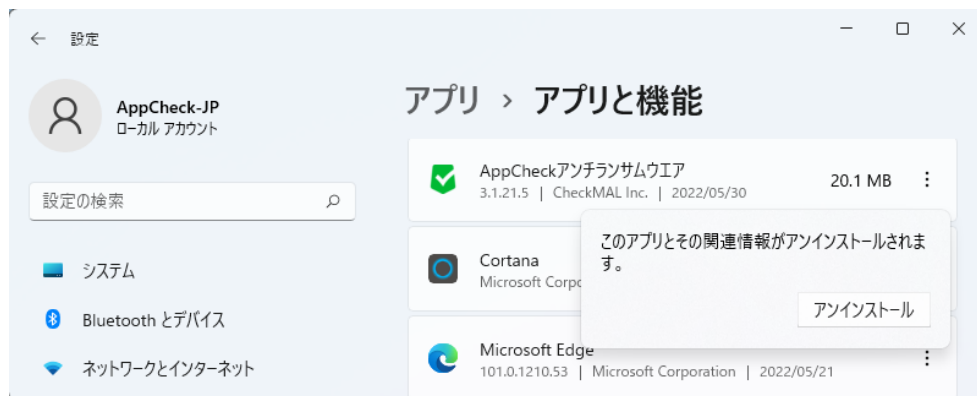 設定
AppCheck-JP
ローカル アカウント
設定の検索
システム
Bluetooth とデバイス
ネットワークとインターネット
アプリ › アプリと機能
AppCheckアンチランサムウエア
3.1.21.5 | CheckMAL Inc. | 2022/05/30
20.1 MB
このアプリとその関連情報がアンインストールされま
す。
アンインストール
Cortana
Microsoft Corpo
Microsoft Edge
101.0.1210.53 | Microsoft Corporation | 2022/05/21